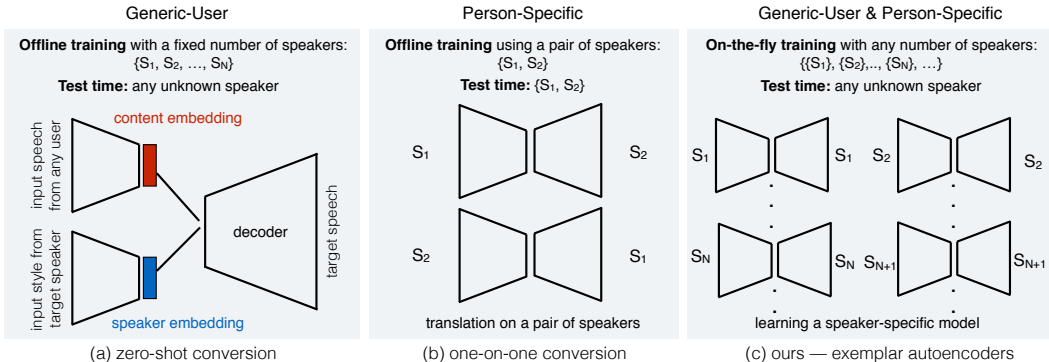 Generic-User
Offline training with a fixed number of speakers:
{S1, S2, …, SN}
Test time: any unknown speaker
content embedding
input speech
from any user
decoder
target speech
input style from
target speaker
speaker embedding
(a) zero-shot conversion
Person-Specific
Offline training using a pair of speakers:
{S1, S2}
Test time: {S1, S2}
S1
S2
S2
S1
translation on a pair of speakers
(b) one-on-one conversion
Generic-User & Person-Specific
On-the-fly training with any number of speakers:
{{S1}, {S2},.., {SN}, …}
Test time: any unknown speaker
S1
S1
S2
S2
SN
SN
SN+1
SN+1
learning a speaker-specific model
(c) ours — exemplar autoencoders